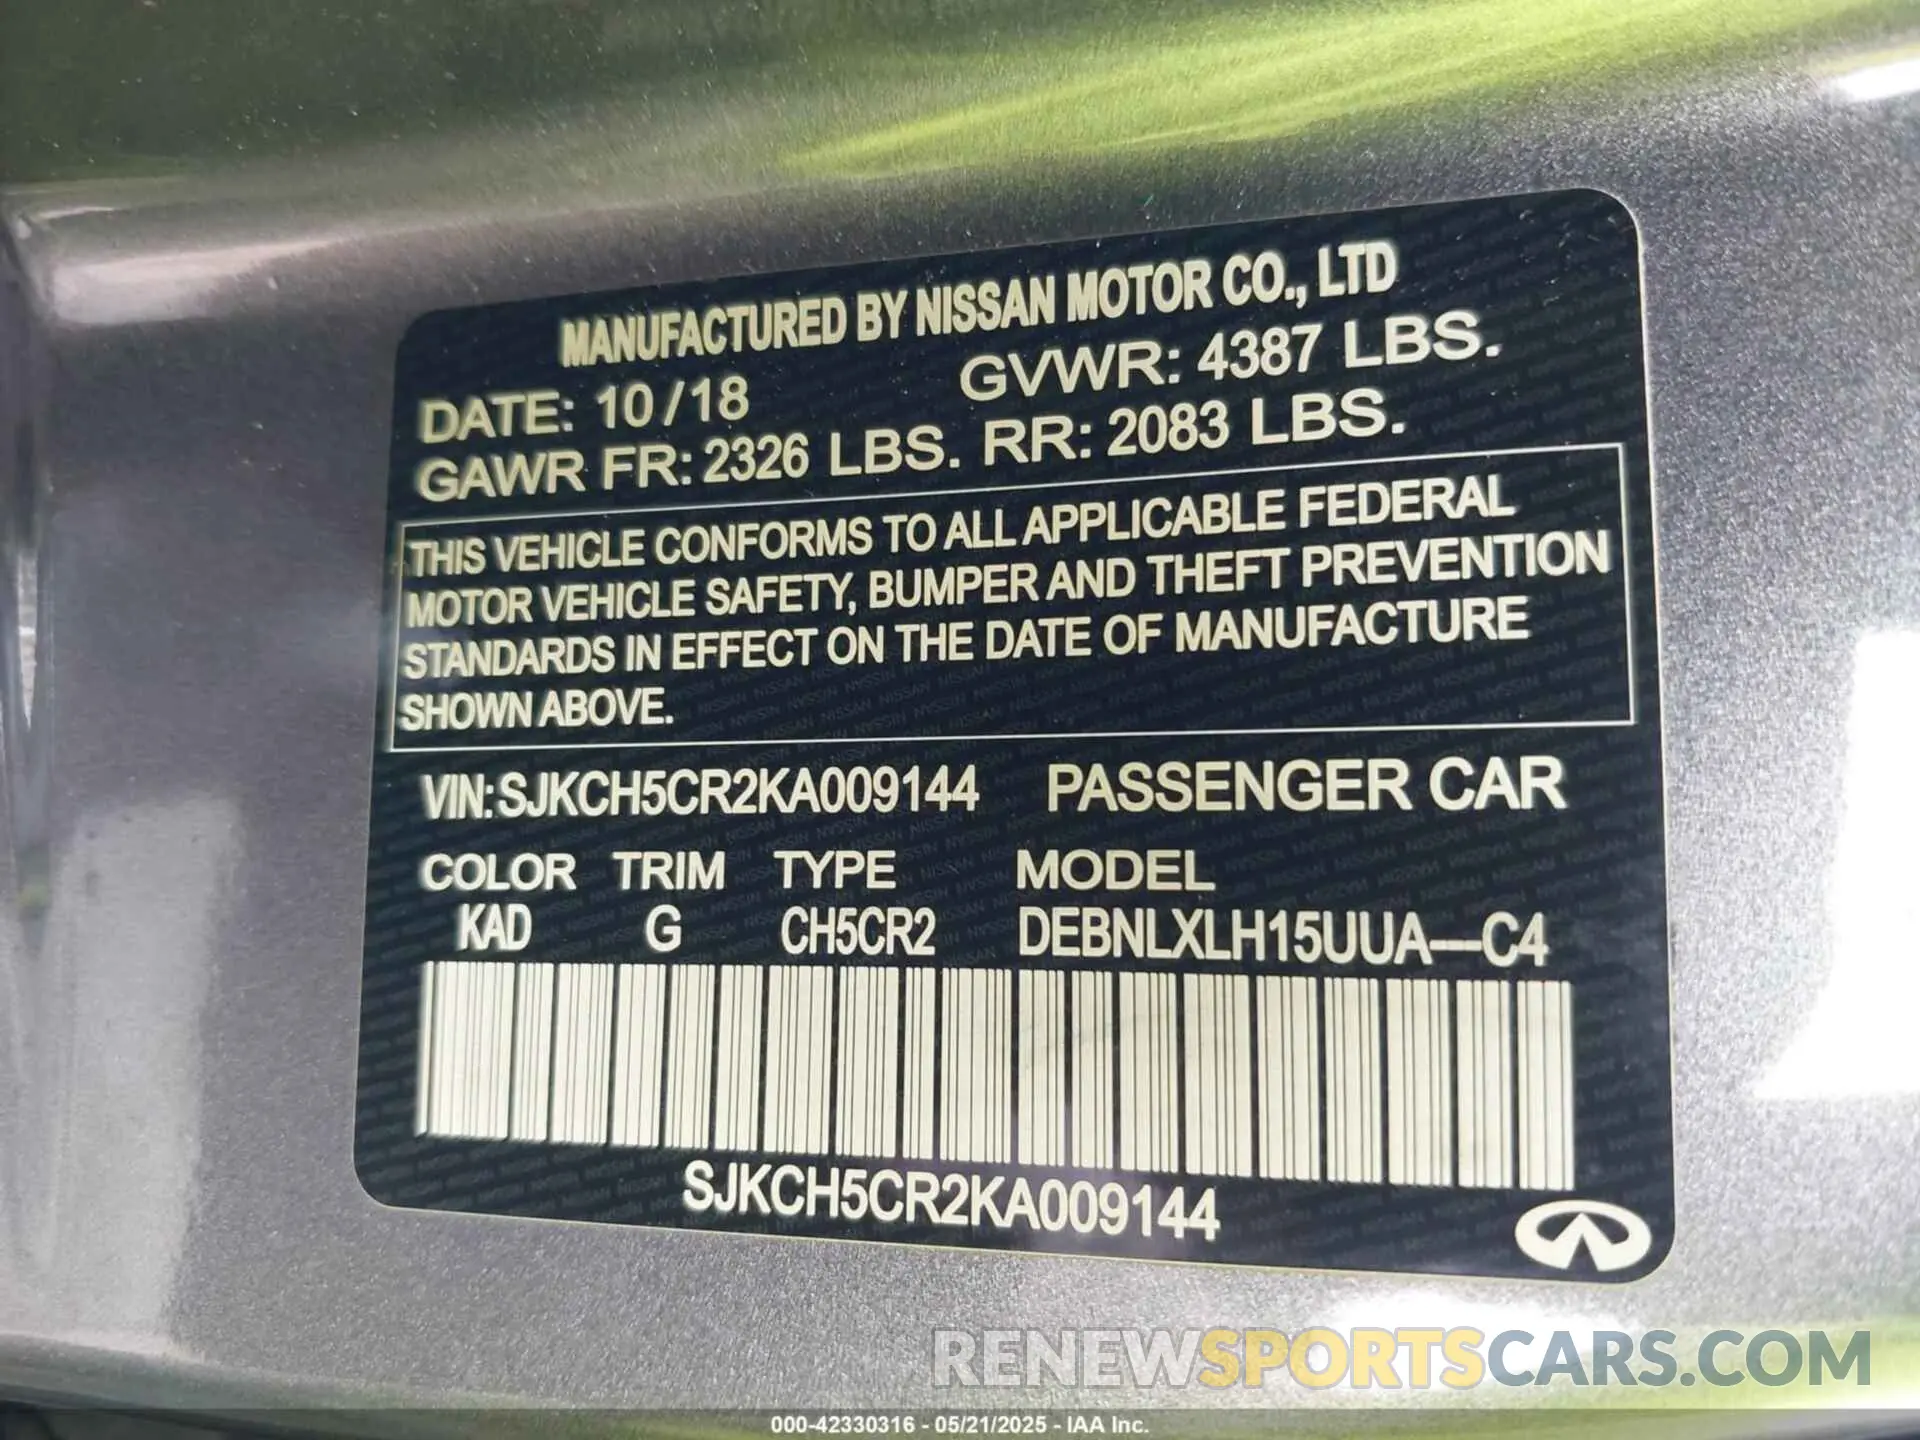 MANUFACTURED BY NISSAN MOTOR CO., LTD
DATE: 10/18 GVWR: 4387 LBS.
GAWR FR: 2326 LBS. RR: 2083 LBS.
THIS VEHICLE CONFORMS TO ALL APPLICABLE FEDERAL
MOTOR VEHICLE SAFETY, BUMPER AND THEFT PREVENTION
STANDARDS IN EFFECT ON THE DATE OF MANUFACTURE
SHOWN ABOVE.
VIN: SJKCH5CR2KA009144 PASSENGER CAR
COLOR TRIM TYPE MODEL
KAD G CH5CR2 DEBNLXLH15UUA—C4
SJKCH5CR2KA009144
RENEWSPORTSCARS.COM
000-42330316 - 05/21/2025 - IAA Inc.